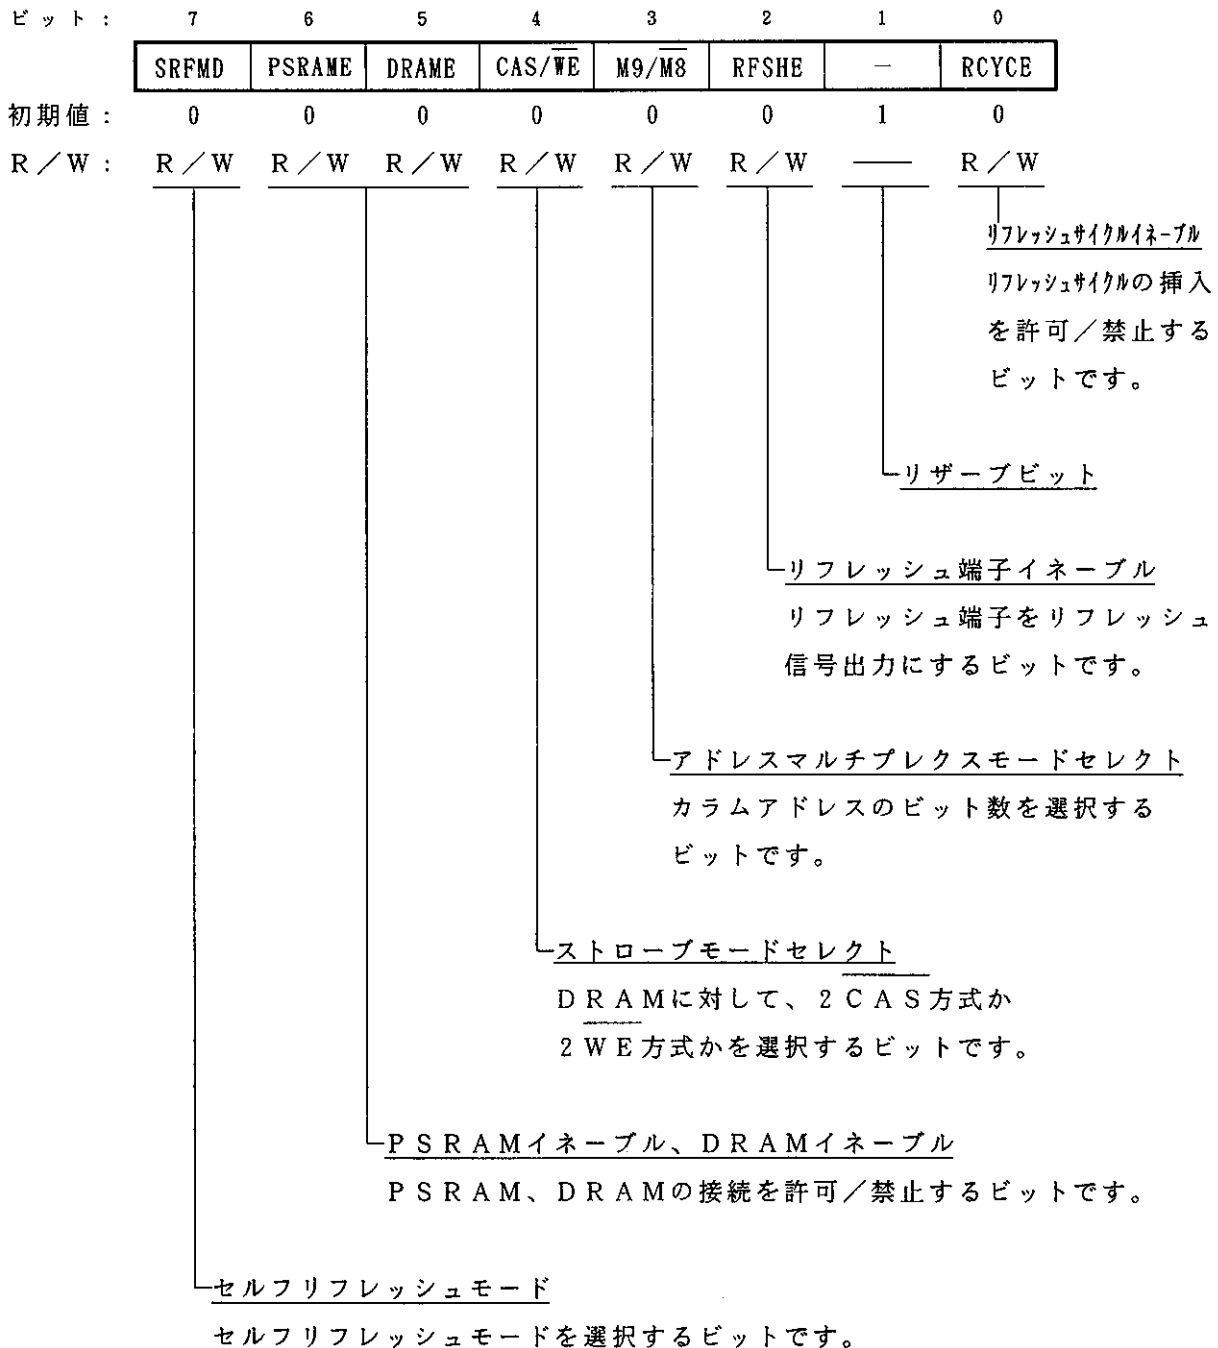 ビット： 7 6 5 4 3 2 1 0
SRFMD PSRAME DRAME CAS/W̅E̅ M9/M̅8̅ RFSHE — RCYCE
初期値： 0 0 0 0 0 0 1 0
R／W： R／W R／W R／W R／W R／W R／W — R／W
リフレッシュサイクルイネーブル
リフレッシュサイクルの挿入
を許可／禁止する
ビットです。
リザーブビット
リフレッシュ端子イネーブル
リフレッシュ端子をリフレッシュ
信号出力にするビットです。
アドレスマルチプレクスモードセレクト
カラムアドレスのビット数を選択する
ビットです。
ストローブモードセレクト
DRAMに対して、2C̅A̅S̅方式か
2W̅E̅方式かを選択するビットです。
PSRAMイネーブル、DRAMイネーブル
PSRAM、DRAMの接続を許可／禁止するビットです。
セルフリフレッシュモード
セルフリフレッシュモードを選択するビットです。